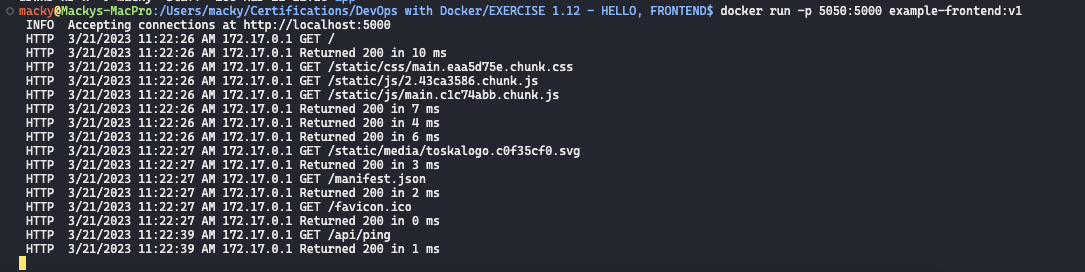 macky@Mackys-MacPro:/Users/macky/Certifications/DevOps with Docker/EXERCISE 1.12 - HELLO, FRONTEND$ docker run -p 5050:5000 example-frontend:v1
INFO  Accepting connections at http://localhost:5000
HTTP  3/21/2023 11:22:26 AM 172.17.0.1 GET /
HTTP  3/21/2023 11:22:26 AM 172.17.0.1 Returned 200 in 10 ms
HTTP  3/21/2023 11:22:26 AM 172.17.0.1 GET /static/css/main.eaa5d75e.chunk.css
HTTP  3/21/2023 11:22:26 AM 172.17.0.1 GET /static/js/2.43ca3586.chunk.js
HTTP  3/21/2023 11:22:26 AM 172.17.0.1 GET /static/js/main.c1c74abb.chunk.js
HTTP  3/21/2023 11:22:26 AM 172.17.0.1 Returned 200 in 7 ms
HTTP  3/21/2023 11:22:26 AM 172.17.0.1 Returned 200 in 4 ms
HTTP  3/21/2023 11:22:26 AM 172.17.0.1 Returned 200 in 6 ms
HTTP  3/21/2023 11:22:27 AM 172.17.0.1 GET /static/media/toskalogo.c0f35cf0.svg
HTTP  3/21/2023 11:22:27 AM 172.17.0.1 Returned 200 in 3 ms
HTTP  3/21/2023 11:22:27 AM 172.17.0.1 GET /manifest.json
HTTP  3/21/2023 11:22:27 AM 172.17.0.1 Returned 200 in 2 ms
HTTP  3/21/2023 11:22:27 AM 172.17.0.1 GET /favicon.ico
HTTP  3/21/2023 11:22:27 AM 172.17.0.1 Returned 200 in 0 ms
HTTP  3/21/2023 11:22:39 AM 172.17.0.1 GET /api/ping
HTTP  3/21/2023 11:22:39 AM 172.17.0.1 Returned 200 in 1 ms